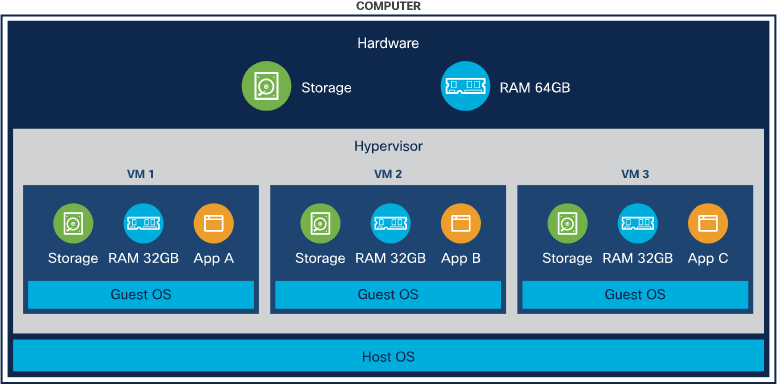 COMPUTER
Hardware
Storage
RAM 64GB
Hypervisor
VM 1
VM 2
VM 3
Storage RAM 32GB App A
Storage RAM 32GB App B
Storage RAM 32GB App C
Guest OS
Guest OS
Guest OS
Host OS